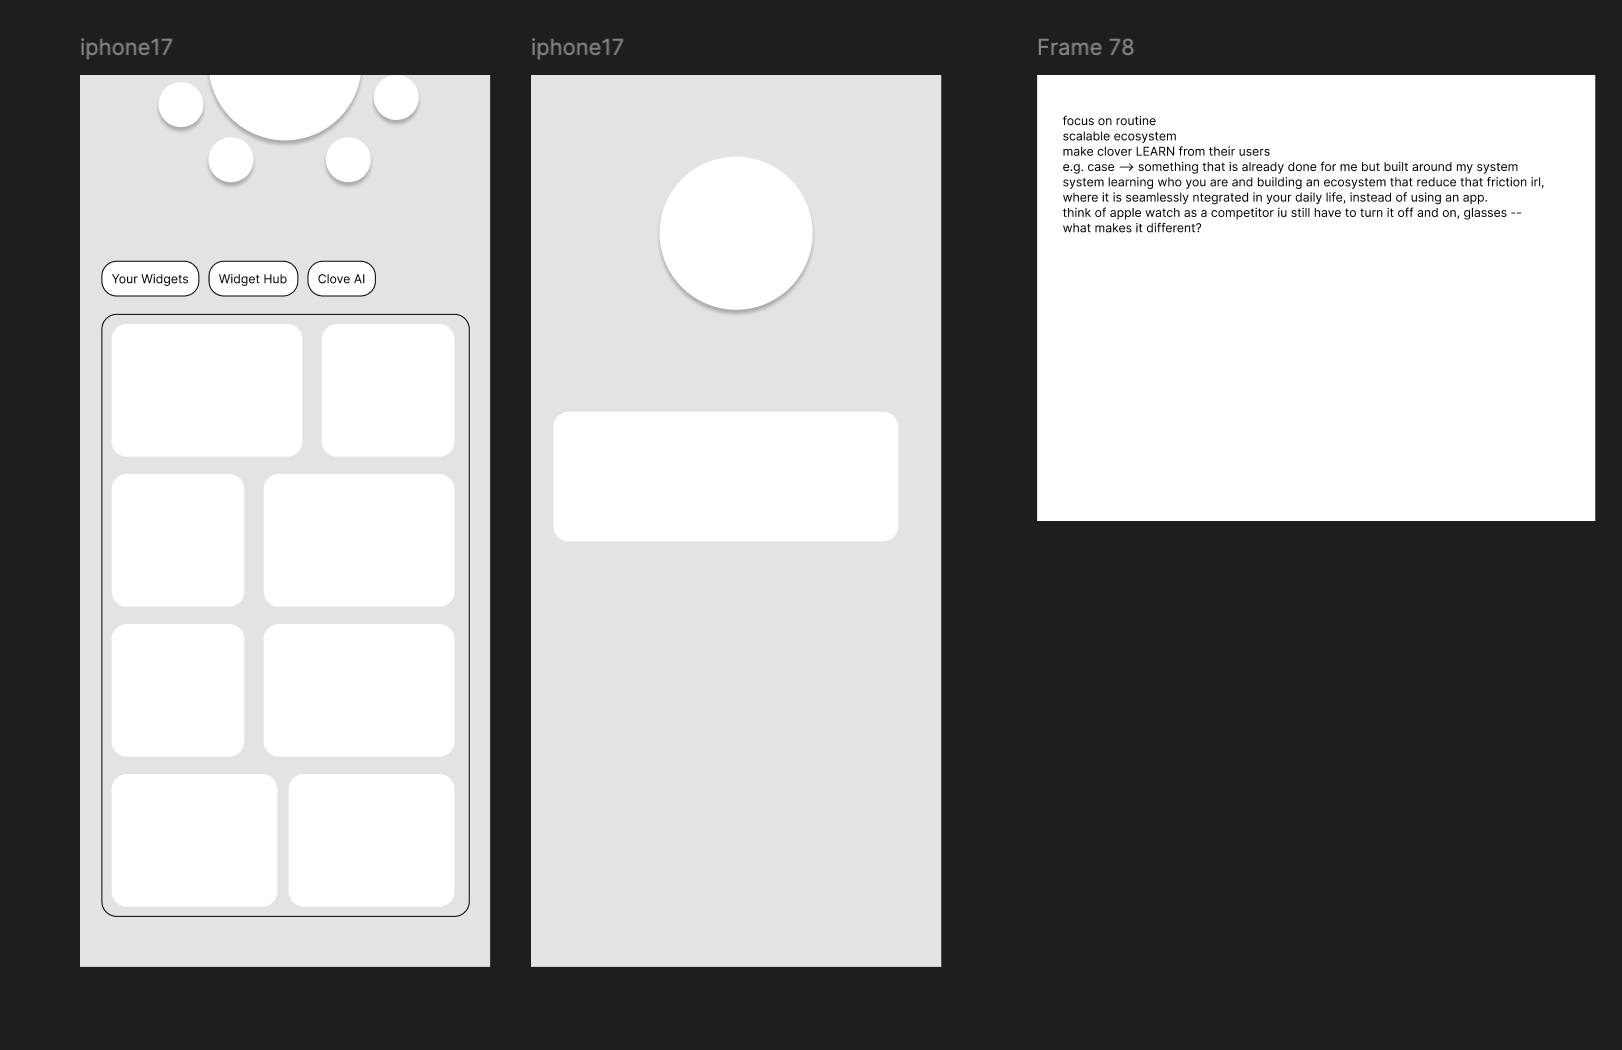 iphone17
iphone17
Frame 78
Your Widgets
Widget Hub
Clove AI
focus on routine
scalable ecosystem
make clover LEARN from their users
e.g. case --> something that is already done for me but built around my system
system learning who you are and building an ecosystem that reduce that friction irl,
where it is seamlessly ntegrated in your daily life, instead of using an app.
think of apple watch as a competitor iu still have to turn it off and on, glasses --
what makes it different?